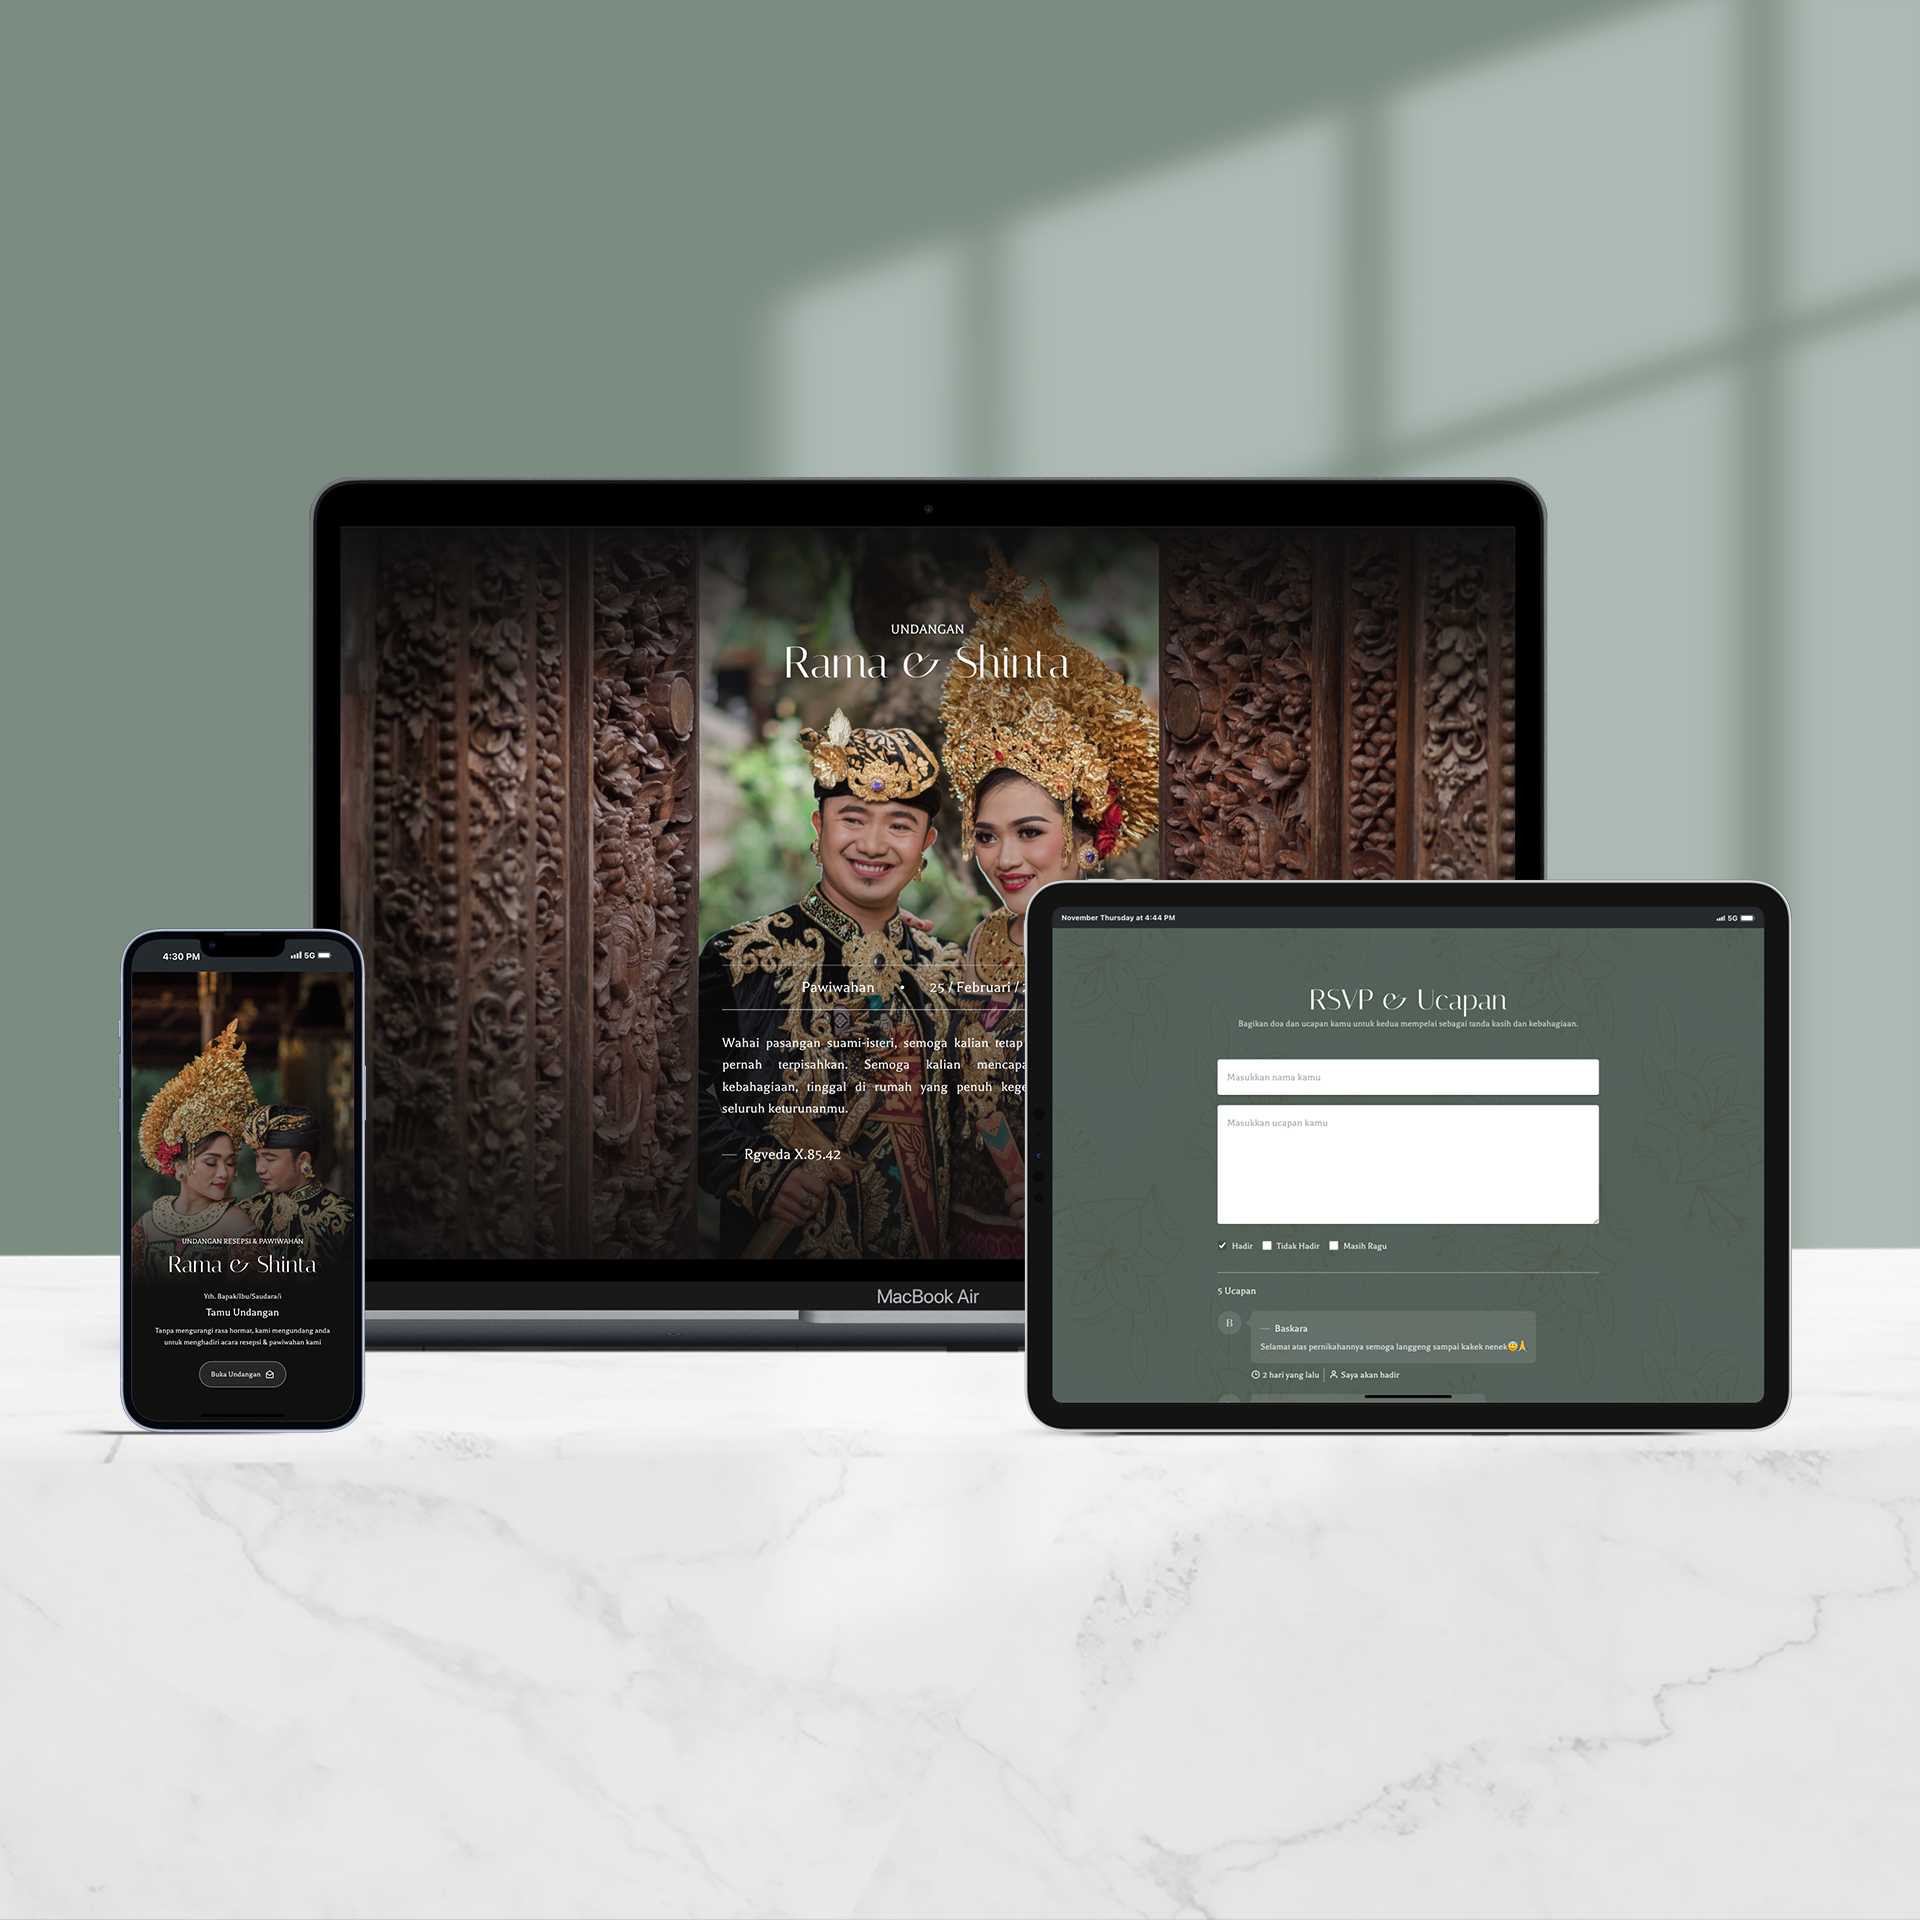 UNDANGAN
Rama & Shinta
Pawiwahan • 25 / Februari /
Wahai pasangan suami-isteri, semoga kalian tetap
pernah terpisahkan. Semoga kalian
kebahagiaan, tinggal di rumah yang penuh
seluruh keturunanmu.
— Rgveda X.85.42
MacBook Air
4:30 PM 5G
UNDANGAN RESEPSI & PAWIWAHAN
Rama & Shinta
Yth. Bapak/Ibu/Saudara/i
Tamu Undangan
Tanpa mengurangi rasa hormat, kami mengundang anda
untuk menghadiri acara resepsi & pawiwahan kami
Buka Undangan
November Thursday at 4:44 PM 5G
RSVP & Ucapan
Bagikan doa dan ucapan kamu untuk kedua mempelai sebagai tanda kasih dan kebahagiaan.
Masukkan nama kamu
Masukkan ucapan kamu
Hadir Tidak Hadir Masih Ragu
5 Ucapan
B
— Baskara
Selamat atas pernikahannya semoga langgeng sampai kakek nenek😇🙏
2 hari yang lalu | Saya akan hadir